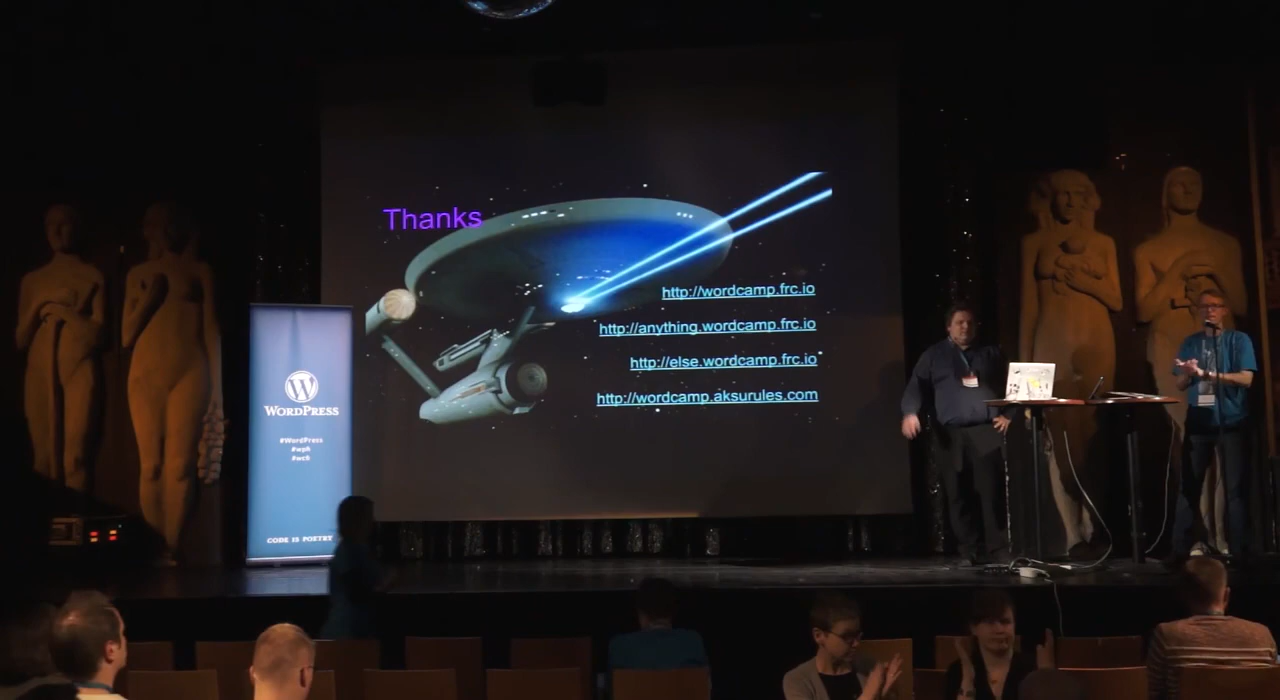 Thanks
http://wordcamp.frc.io
http://anything.wordcamp.frc.io
http://else.wordcamp.frc.io
http://wordcamp.aksurules.com
WORDPRESS
#WordPress
CODE IS POETRY